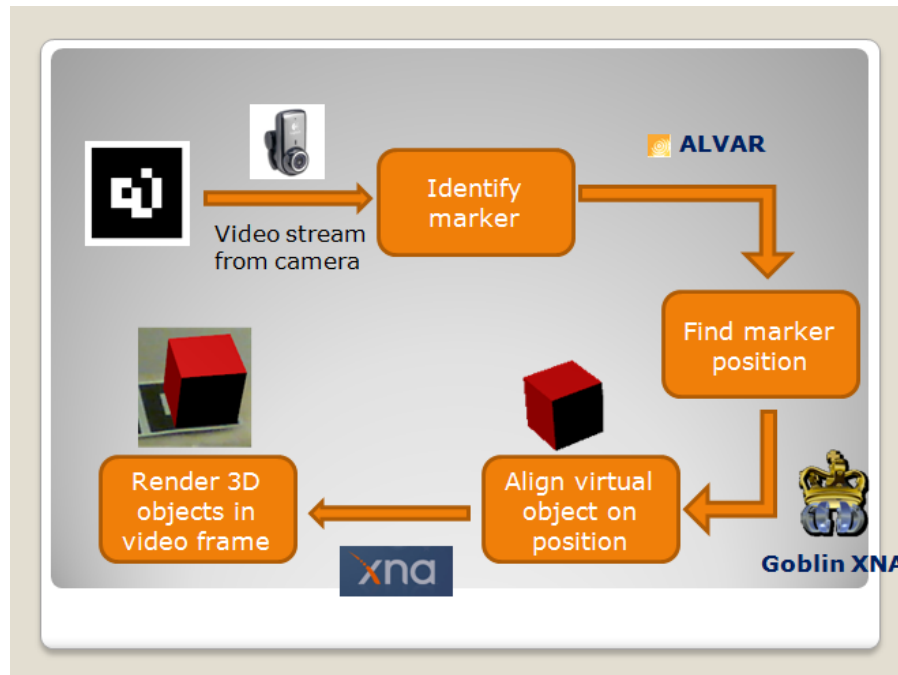 ALVAR
Identify
marker
Video stream
from camera
Find marker
position
Render 3D
objects in
video frame
Align virtual
object on
position
xna
Goblin XNA